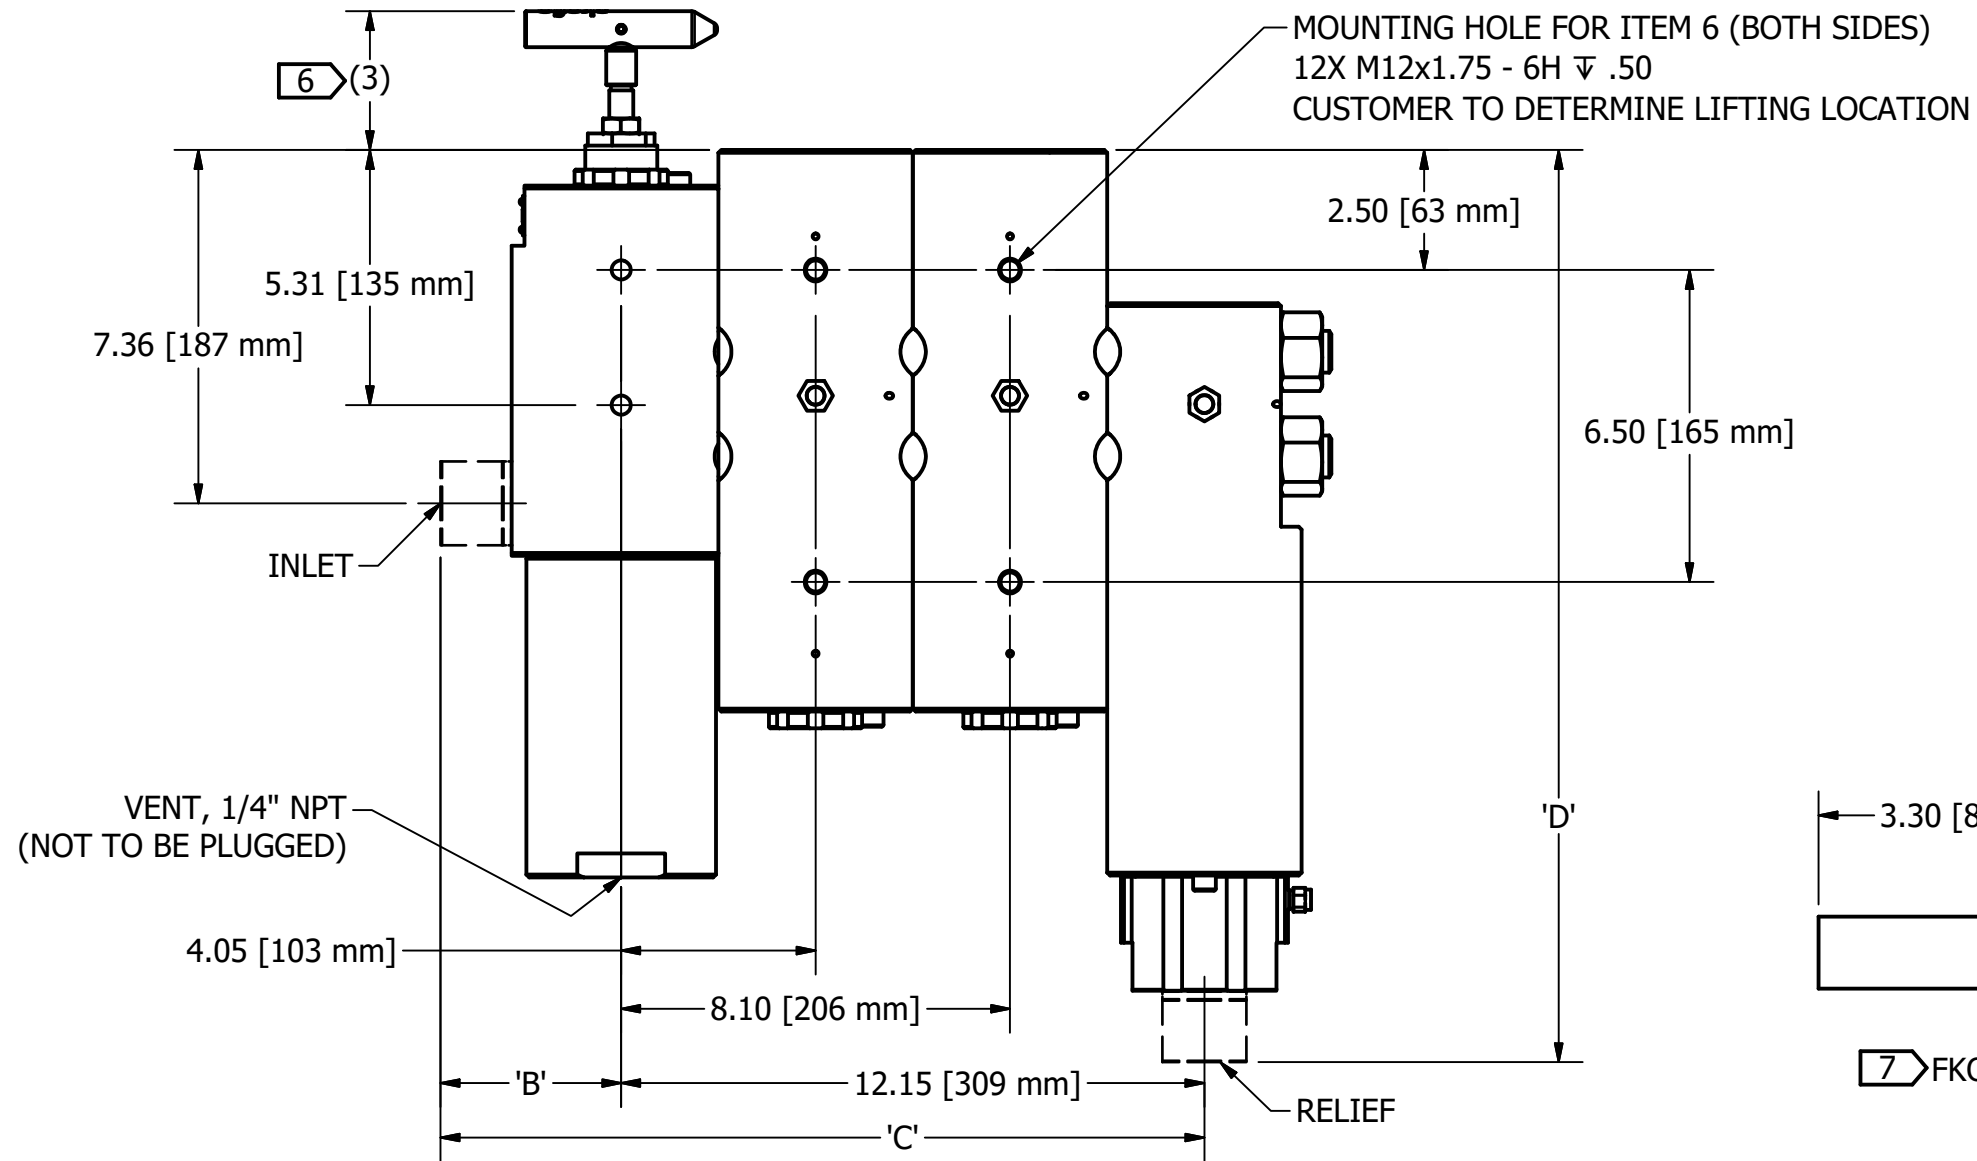 MOUNTING HOLE FOR ITEM 6 (BOTH SIDES)
12X M12x1.75 - 6H ↧ .50
CUSTOMER TO DETERMINE LIFTING LOCATION
6 (3)
2.50 [63 mm]
5.31 [135 mm]
7.36 [187 mm]
6.50 [165 mm]
INLET
VENT, 1/4" NPT
(NOT TO BE PLUGGED)
'D'
3.30 [8
4.05 [103 mm]
8.10 [206 mm]
7
'B'
12.15 [309 mm]
RELIEF
'C'